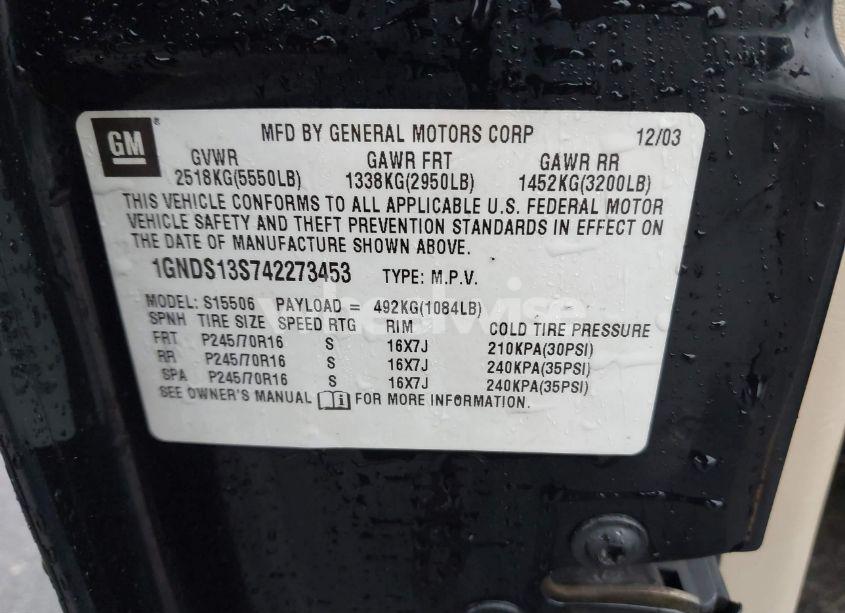 GM
MFD BY GENERAL MOTORS CORP 12/03
GVWR GAWR FRT GAWR RR
2518KG(5550LB) 1338KG(2950LB) 1452KG(3200LB)
THIS VEHICLE CONFORMS TO ALL APPLICABLE U.S. FEDERAL MOTOR
VEHICLE SAFETY AND THEFT PREVENTION STANDARDS IN EFFECT ON
THE DATE OF MANUFACTURE SHOWN ABOVE.
1GNDS13S742273453 TYPE: M.P.V.
MODEL: S15506 PAYLOAD = 492KG(1084LB)
SPNH TIRE SIZE SPEED RTG RIM COLD TIRE PRESSURE
FRT P245/70R16 S 16X7J 210KPA(30PSI)
RR P245/70R16 S 16X7J 240KPA(35PSI)
SPA P245/70R16 S 16X7J 240KPA(35PSI)
SEE OWNER'S MANUAL FOR MORE INFORMATION.